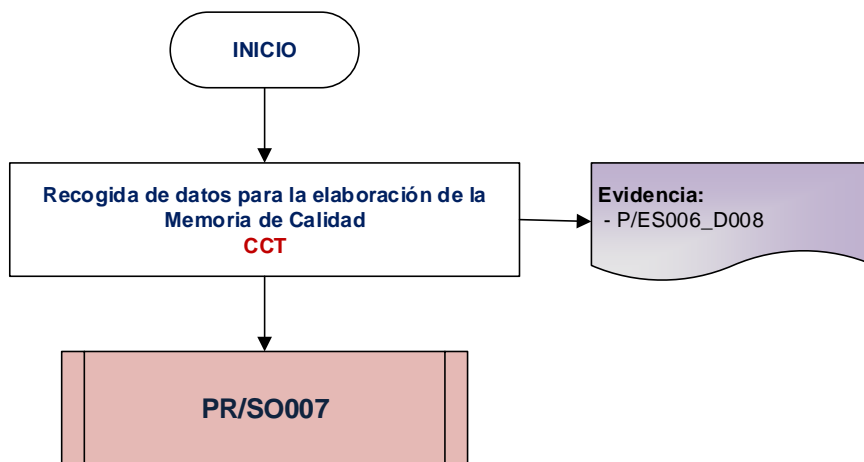 INICIO
Recogida de datos para la elaboración de la
Memoria de Calidad
CCT
Evidencia:
- P/ES006_D008
PR/SO007